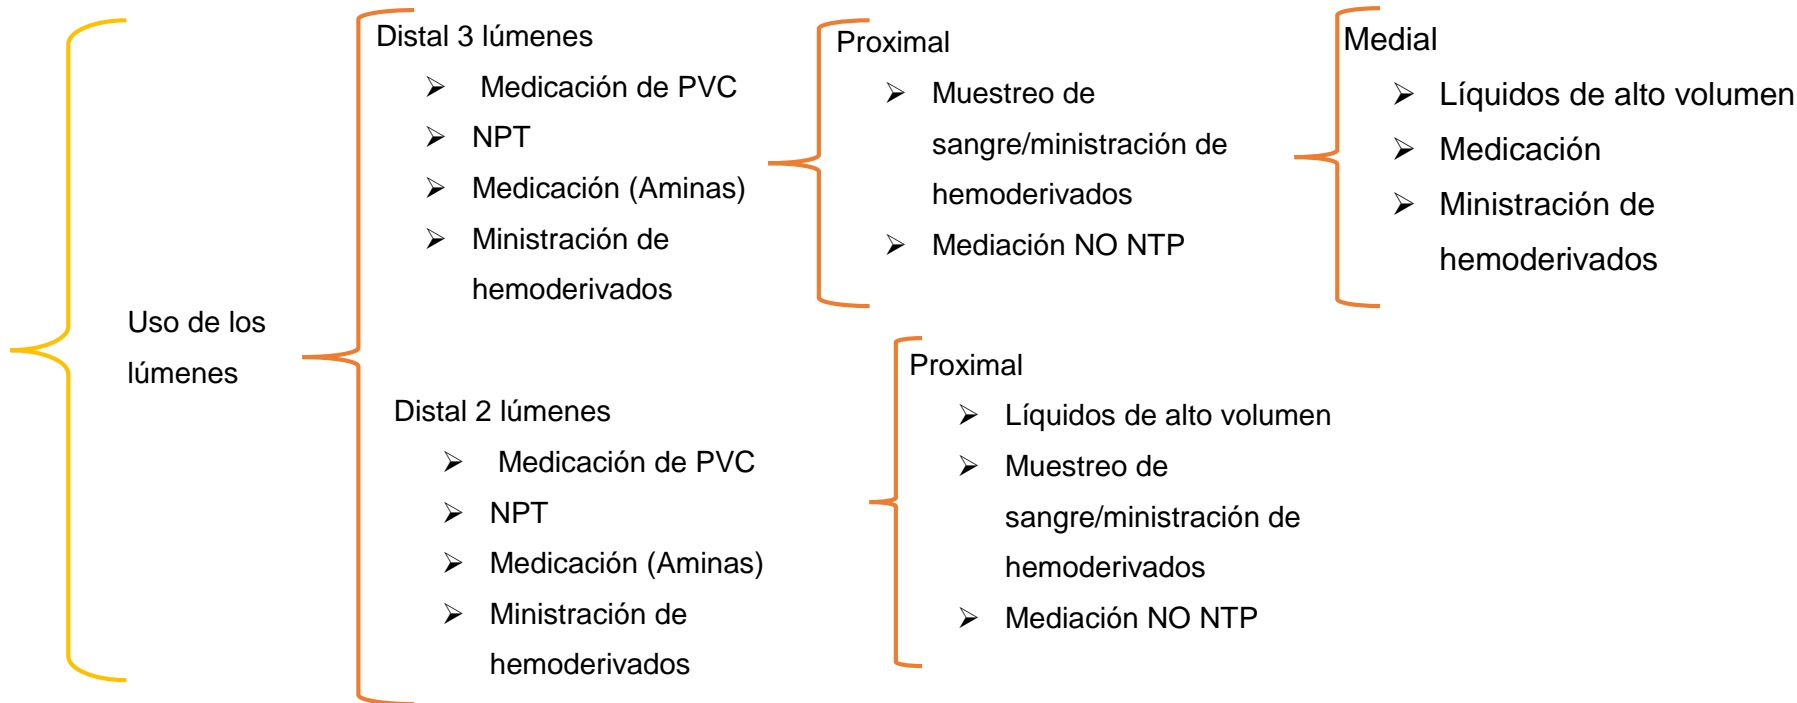 Uso de los
lúmenes
Distal 3 lúmenes
➢ Medicación de PVC
➢ NPT
➢ Medicación (Aminas)
➢ Ministración de
hemoderivados
Proximal
➢ Muestreo de
sangre/ministración de
hemoderivados
➢ Mediación NO NTP
Medial
➢ Líquidos de alto volumen
➢ Medicación
➢ Ministración de
hemoderivados
Distal 2 lúmenes
➢ Medicación de PVC
➢ NPT
➢ Medicación (Aminas)
➢ Ministración de
hemoderivados
Proximal
➢ Líquidos de alto volumen
➢ Muestreo de
sangre/ministración de
hemoderivados
➢ Mediación NO NTP